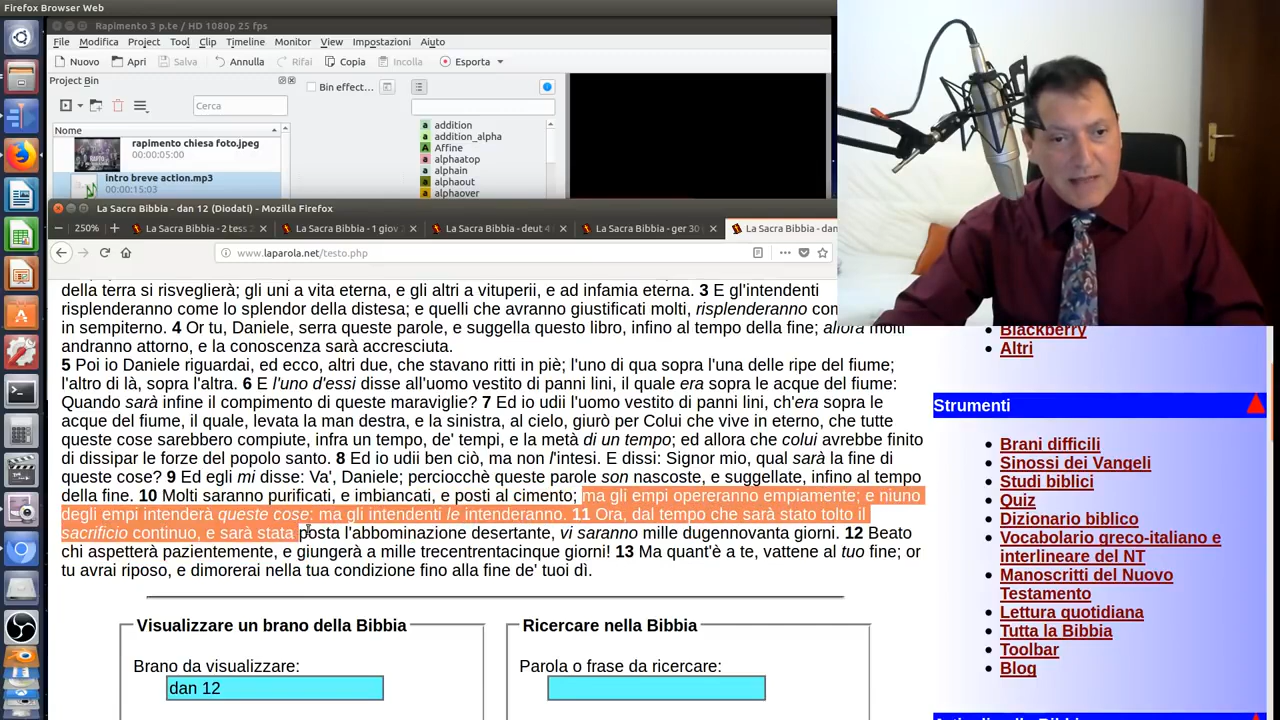 Firefox Browser Web
Rapimento 3 p.te / HD 1080p 25 fps
File Modifica Project Tool Clip Timeline Monitor View Impostazioni Aiuto
Nuovo Apri Salva Annulla Rifai Copia Incolla Esporta
Project Bin
Bin effect...
Cerca
Nome
rapimento chiesa foto.jpeg
00:00:05:00
intro breve action.mp3
00:00:15:03
addition
addition_alpha
Affine
alphaatop
alphain
alphaout
alphaover
La Sacra Bibbia - dan 12 (Diodati) - Mozilla Firefox
250%
La Sacra Bibbia - 2 tess 2
La Sacra Bibbia - 1 giov 2
La Sacra Bibbia - deut 4
La Sacra Bibbia - ger 30
La Sacra Bibbia - dan
www.laparola.net/testo.php
della terra si risveglierà; gli uni a vita eterna, e gli altri a vituperii, e ad infamia eterna. 3 E gl'intendenti
risplenderanno come lo splendor della distesa; e quelli che avranno giustificati molti, risplenderanno
in sempiterno. 4 Or tu, Daniele, serra queste parole, e suggella questo libro, infino al tempo della fine; allora molti
andranno attorno, e la conoscenza sarà accresciuta.
5 Poi io Daniele riguardai, ed ecco, altri due, che stavano ritti in piè; l'uno di qua sopra l'una delle ripe del fiume;
l'altro di là, sopra l'altra. 6 E l'uno d'essi disse all'uomo vestito di panni lini, il quale era sopra le acque del fiume:
Quando sarà infine il compimento di queste maraviglie? 7 Ed io udii l'uomo vestito di panni lini, ch'era sopra le
acque del fiume, il quale, levata la man destra, e la sinistra, al cielo, giurò per Colui che vive in eterno, che tutte
queste cose sarebbero compiute, infra un tempo, de' tempi, e la metà di un tempo; ed allora che colui avrebbe finito
di dissipar le forze del popolo santo. 8 Ed io udii ben ciò, ma non l'intesi. E dissi: Signor mio, qual sarà la fine di
queste cose? 9 Ed egli mi disse: Va', Daniele; perciocchè queste parole son nascoste, e suggellate, infino al tempo
della fine. 10 Molti saranno purificati, e imbiancati, e posti al cimento; ma gli empi opereranno empiamente; e niuno
degli empi intenderà queste cose: ma gli intendenti le intenderanno. 11 Ora, dal tempo che sarà stato tolto il
sacrificio continuo, e sarà stata posta l'abbominazione desertante, vi saranno mille dugennovanta giorni. 12 Beato
chi aspetterà pazientemente, e giungerà a mille trecentrentacinque giorni! 13 Ma quant'è a te, vattene al tuo fine; or
tu avrai riposo, e dimorerai nella tua condizione fino alla fine de' tuoi dì.
Visualizzare un brano della Bibbia
Brano da visualizzare:
dan 12
Ricercare nella Bibbia
Parola o frase da ricercare:
Blackberry
Altri
Strumenti
Brani difficili
Sinossi dei Vangeli
Studi biblici
Quiz
Dizionario biblico
Vocabolario greco-italiano e
interlineare del NT
Manoscritti del Nuovo
Testamento
Lettura quotidiana
Tutta la Bibbia
Toolbar
Blog